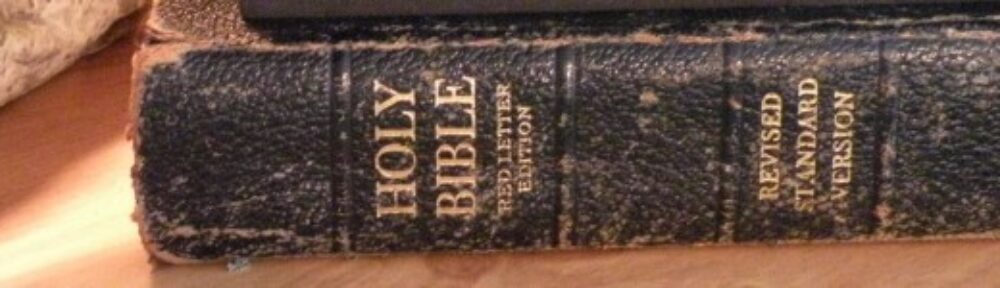 HOLY
BIBLE
RED LETTER
EDITION
REVISED
STANDARD
VERSION